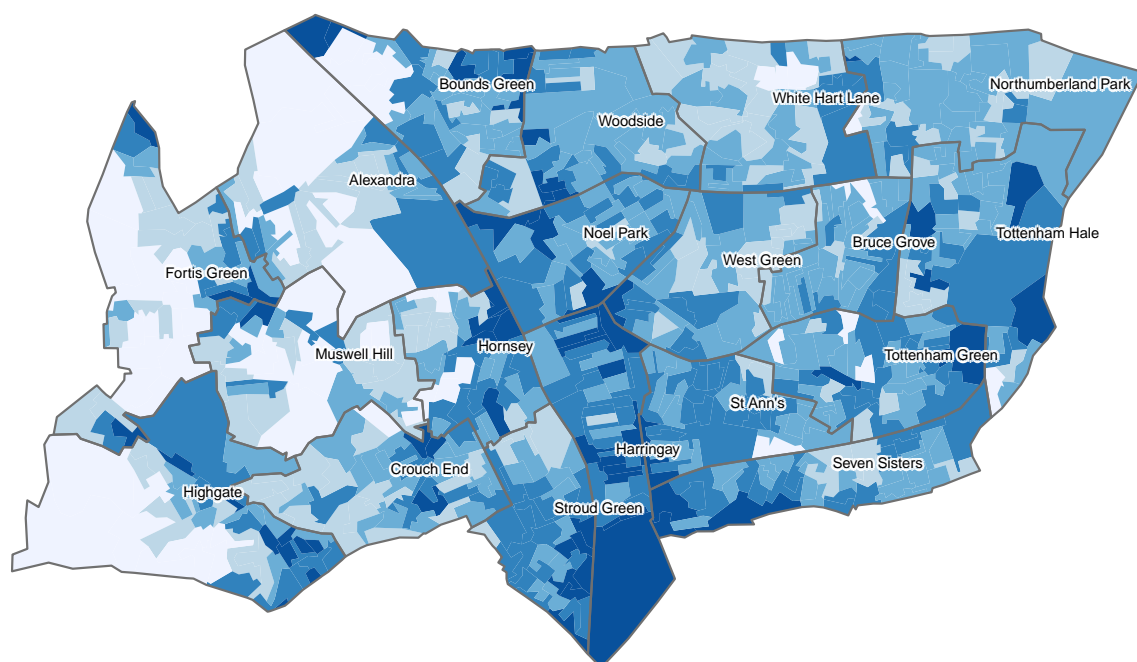 Bounds Green
Northumberland Park
White Hart Lane
Woodside
Alexandra
Noel Park
Tottenham Hale
Bruce Grove
West Green
Fortis Green
Hornsey
Muswell Hill
Tottenham Green
St Ann's
Harringay
Seven Sisters
Crouch End
Highgate
Stroud Green